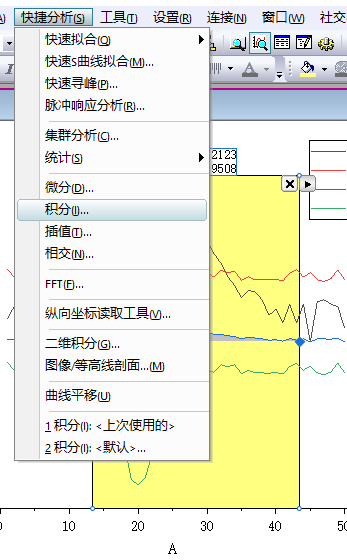 快捷分析(S) 工具(T) 设置(R) 连接(N) 窗口(W) 社交
快速拟合(Q)
快速S曲线拟合(M)...
快速寻峰(P)...
脉冲响应分析(R)...
集群分析(C)...
统计(S)
微分(D)...
积分(I)...
插值(T)...
相交(N)...
FFT(F)...
纵向坐标读取工具(V)...
二维积分(G)...
图像/等高线剖面...(M)
曲线平移(U)
1 积分(I): <上次使用的>
2 积分(I): <默认>...
2123
9508
0 10 20 30 40 50
A